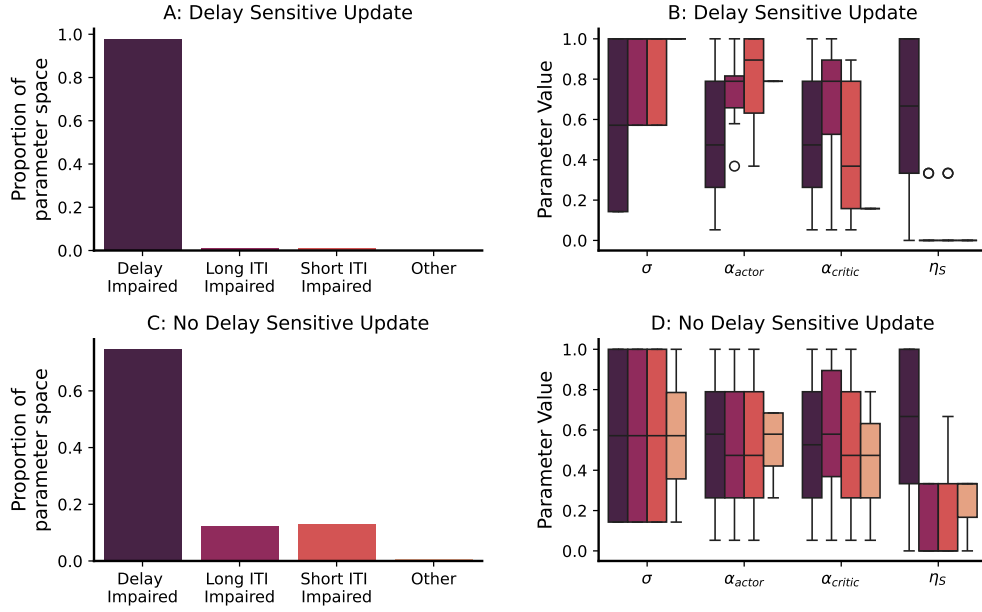 A: Delay Sensitive Update
Proportion of
parameter space
1.0
0.8
0.6
0.4
0.2
0.0
Delay
Impaired
Long ITI
Impaired
Short ITI
Impaired
Other
B: Delay Sensitive Update
Parameter Value
1.0
0.8
0.6
0.4
0.2
0.0
σ
α_actor
α_critic
η_S
C: No Delay Sensitive Update
Proportion of
parameter space
0.6
0.4
0.2
0.0
Delay
Impaired
Long ITI
Impaired
Short ITI
Impaired
Other
D: No Delay Sensitive Update
Parameter Value
1.0
0.8
0.6
0.4
0.2
0.0
σ
α_actor
α_critic
η_S